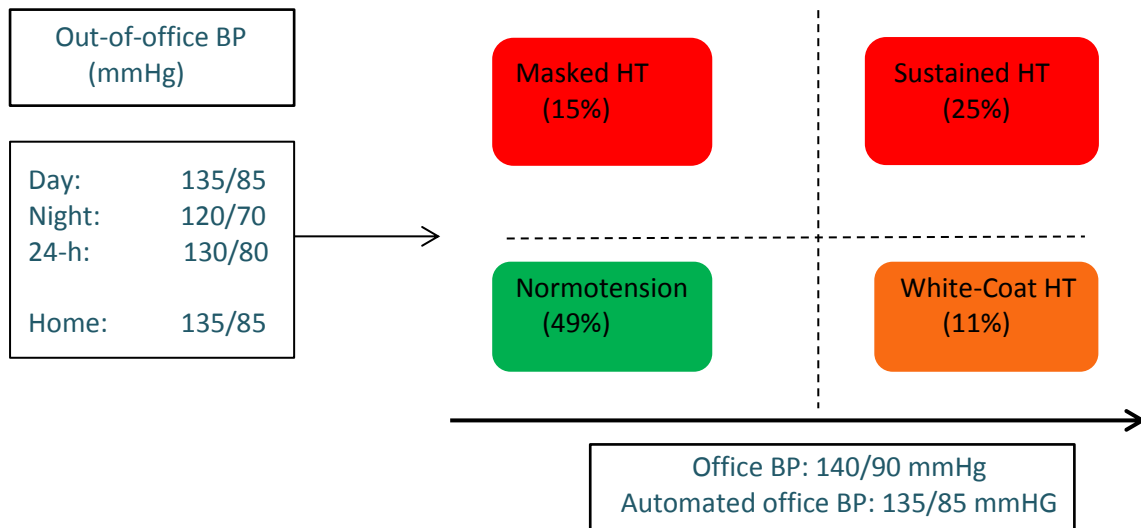 Out-of-office BP
(mmHg)
Day: 135/85
Night: 120/70
24-h: 130/80
Home: 135/85
Masked HT
(15%)
Sustained HT
(25%)
Normotension
(49%)
White-Coat HT
(11%)
Office BP: 140/90 mmHg
Automated office BP: 135/85 mmHG